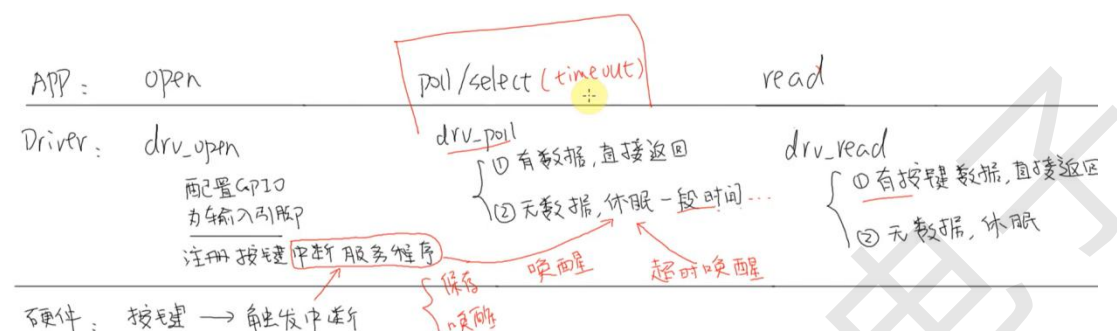 APP: open poll/select (timeout) read
Driver: drv_open drv_poll drv_read
配置GPIO
为输入引脚
注册按键中断服务程序
① 有数据,直接返回
② 无数据,休眠一段时间...
① 有按键数据,直接返回
② 无数据,休眠
唤醒 超时唤醒
保存
唤醒
硬件: 按键 → 触发中断
电子